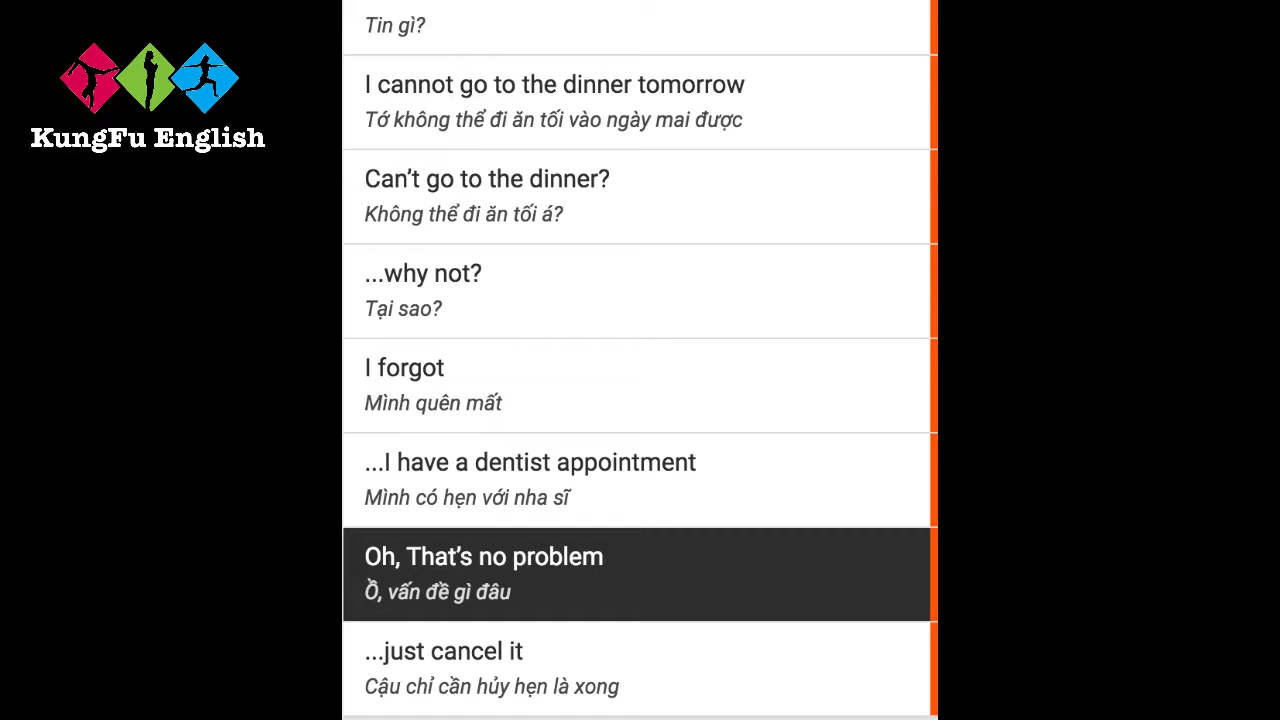 KungFu English
Tin gì?
I cannot go to the dinner tomorrow
Tớ không thể đi ăn tối vào ngày mai được
Can't go to the dinner?
Không thể đi ăn tối á?
...why not?
Tại sao?
I forgot
Mình quên mất
...I have a dentist appointment
Mình có hẹn với nha sĩ
Oh, That's no problem
Ồ, vấn đề gì đâu
...just cancel it
Cậu chỉ cần hủy hẹn là xong